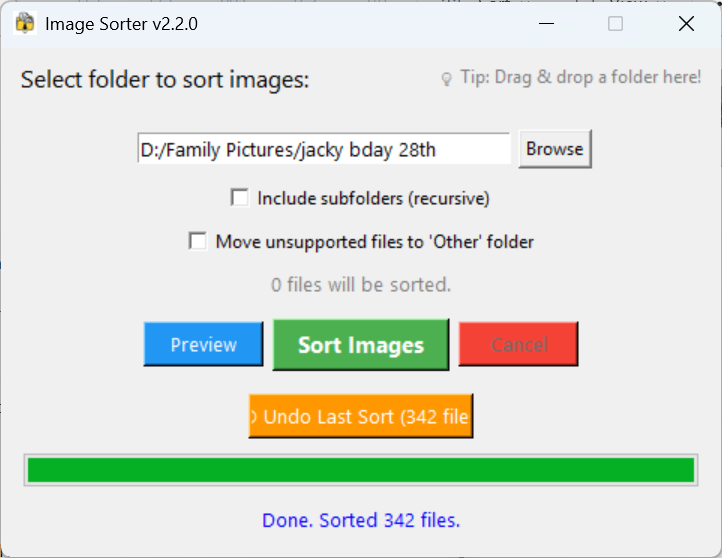 Image Sorter v2.2.0
Select folder to sort images:
Tip: Drag & drop a folder here!
D:/Family Pictures/jacky bday 28th
Browse
Include subfolders (recursive)
Move unsupported files to 'Other' folder
0 files will be sorted.
Preview
Sort Images
Cancel
Undo Last Sort (342 file
Done. Sorted 342 files.